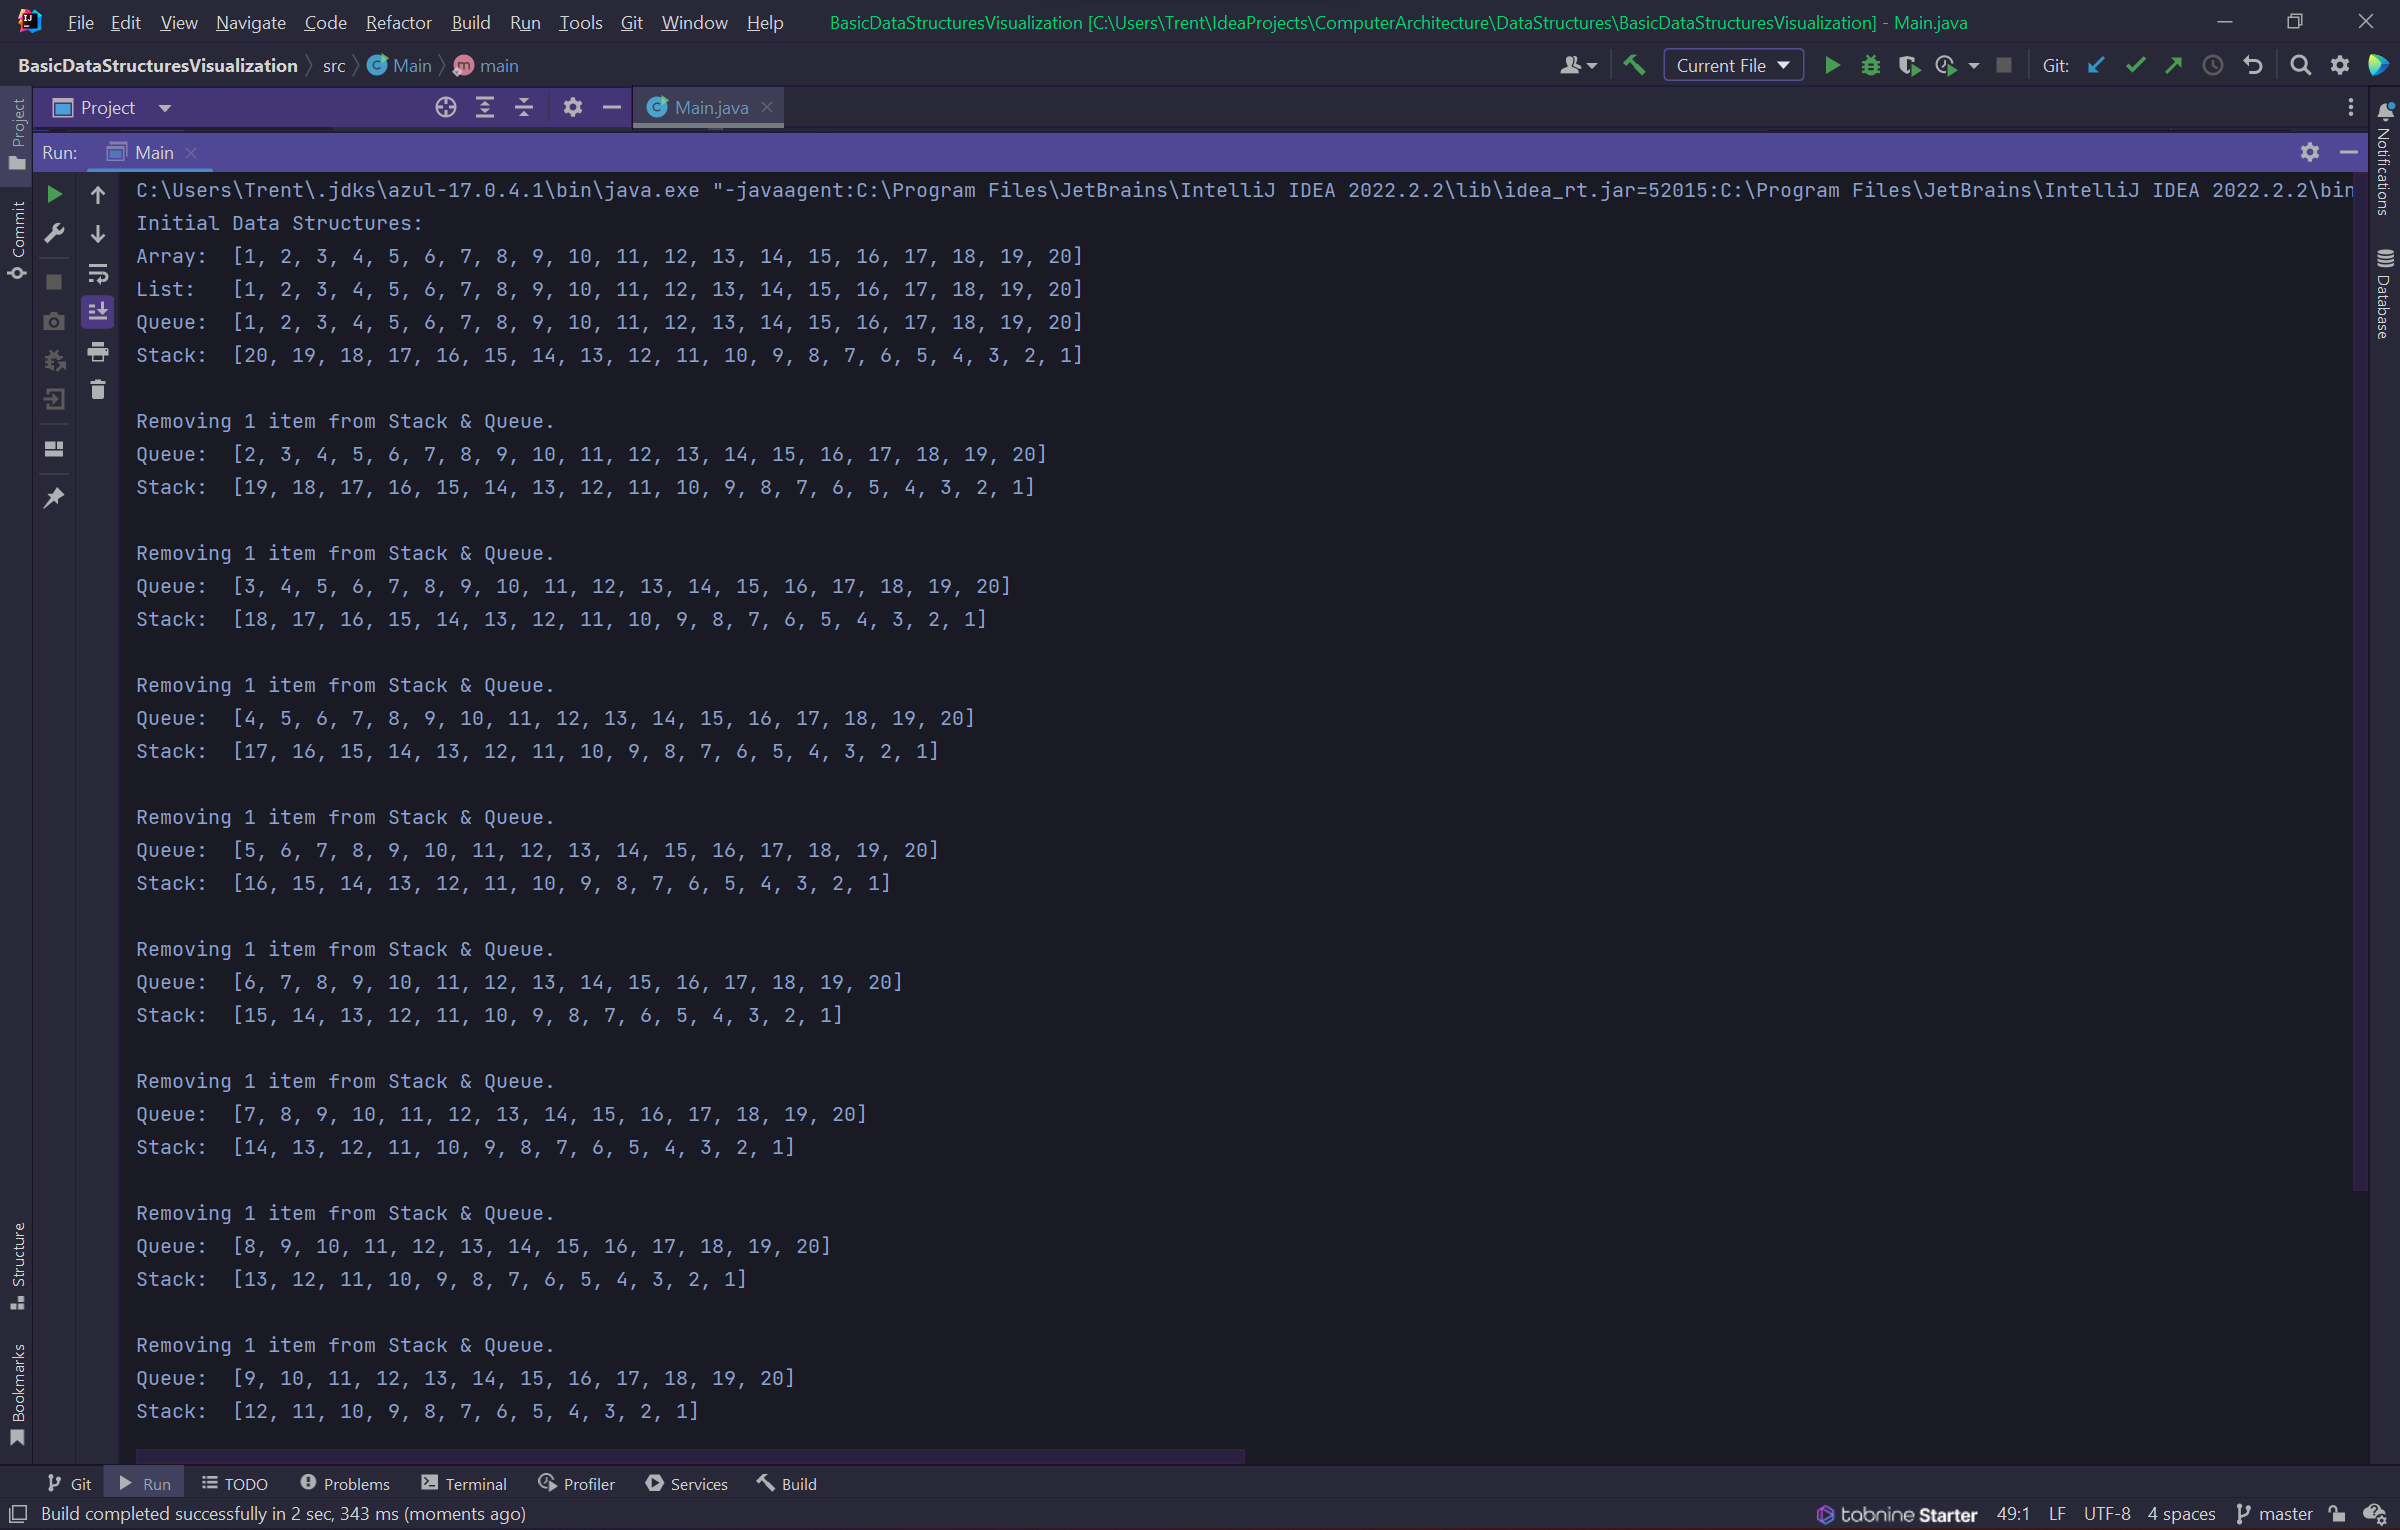 File Edit View Navigate Code Refactor Build Run Tools Git Window Help BasicDataStructuresVisualization [C:\Users\Trent\IdeaProjects\ComputerArchitecture\DataStructures\BasicDataStructuresVisualization] - Main.java
BasicDataStructuresVisualization src Main main Current File Git:
Project Main.java
Run: Main
C:\Users\Trent\.jdks\azul-17.0.4.1\bin\java.exe "-javaagent:C:\Program Files\JetBrains\IntelliJ IDEA 2022.2.2\lib\idea_rt.jar=52015:C:\Program Files\JetBrains\IntelliJ IDEA 2022.2.2\bin
Initial Data Structures:
Array:  [1, 2, 3, 4, 5, 6, 7, 8, 9, 10, 11, 12, 13, 14, 15, 16, 17, 18, 19, 20]
List:   [1, 2, 3, 4, 5, 6, 7, 8, 9, 10, 11, 12, 13, 14, 15, 16, 17, 18, 19, 20]
Queue:  [1, 2, 3, 4, 5, 6, 7, 8, 9, 10, 11, 12, 13, 14, 15, 16, 17, 18, 19, 20]
Stack:  [20, 19, 18, 17, 16, 15, 14, 13, 12, 11, 10, 9, 8, 7, 6, 5, 4, 3, 2, 1]
Removing 1 item from Stack & Queue.
Queue:  [2, 3, 4, 5, 6, 7, 8, 9, 10, 11, 12, 13, 14, 15, 16, 17, 18, 19, 20]
Stack:  [19, 18, 17, 16, 15, 14, 13, 12, 11, 10, 9, 8, 7, 6, 5, 4, 3, 2, 1]
Removing 1 item from Stack & Queue.
Queue:  [3, 4, 5, 6, 7, 8, 9, 10, 11, 12, 13, 14, 15, 16, 17, 18, 19, 20]
Stack:  [18, 17, 16, 15, 14, 13, 12, 11, 10, 9, 8, 7, 6, 5, 4, 3, 2, 1]
Removing 1 item from Stack & Queue.
Queue:  [4, 5, 6, 7, 8, 9, 10, 11, 12, 13, 14, 15, 16, 17, 18, 19, 20]
Stack:  [17, 16, 15, 14, 13, 12, 11, 10, 9, 8, 7, 6, 5, 4, 3, 2, 1]
Removing 1 item from Stack & Queue.
Queue:  [5, 6, 7, 8, 9, 10, 11, 12, 13, 14, 15, 16, 17, 18, 19, 20]
Stack:  [16, 15, 14, 13, 12, 11, 10, 9, 8, 7, 6, 5, 4, 3, 2, 1]
Removing 1 item from Stack & Queue.
Queue:  [6, 7, 8, 9, 10, 11, 12, 13, 14, 15, 16, 17, 18, 19, 20]
Stack:  [15, 14, 13, 12, 11, 10, 9, 8, 7, 6, 5, 4, 3, 2, 1]
Removing 1 item from Stack & Queue.
Queue:  [7, 8, 9, 10, 11, 12, 13, 14, 15, 16, 17, 18, 19, 20]
Stack:  [14, 13, 12, 11, 10, 9, 8, 7, 6, 5, 4, 3, 2, 1]
Removing 1 item from Stack & Queue.
Queue:  [8, 9, 10, 11, 12, 13, 14, 15, 16, 17, 18, 19, 20]
Stack:  [13, 12, 11, 10, 9, 8, 7, 6, 5, 4, 3, 2, 1]
Removing 1 item from Stack & Queue.
Queue:  [9, 10, 11, 12, 13, 14, 15, 16, 17, 18, 19, 20]
Stack:  [12, 11, 10, 9, 8, 7, 6, 5, 4, 3, 2, 1]
Project
Commit
Structure
Bookmarks
Notifications
Database
Git Run TODO Problems Terminal Profiler Services Build
Build completed successfully in 2 sec, 343 ms (moments ago) tabnine Starter 49:1 LF UTF-8 4 spaces master